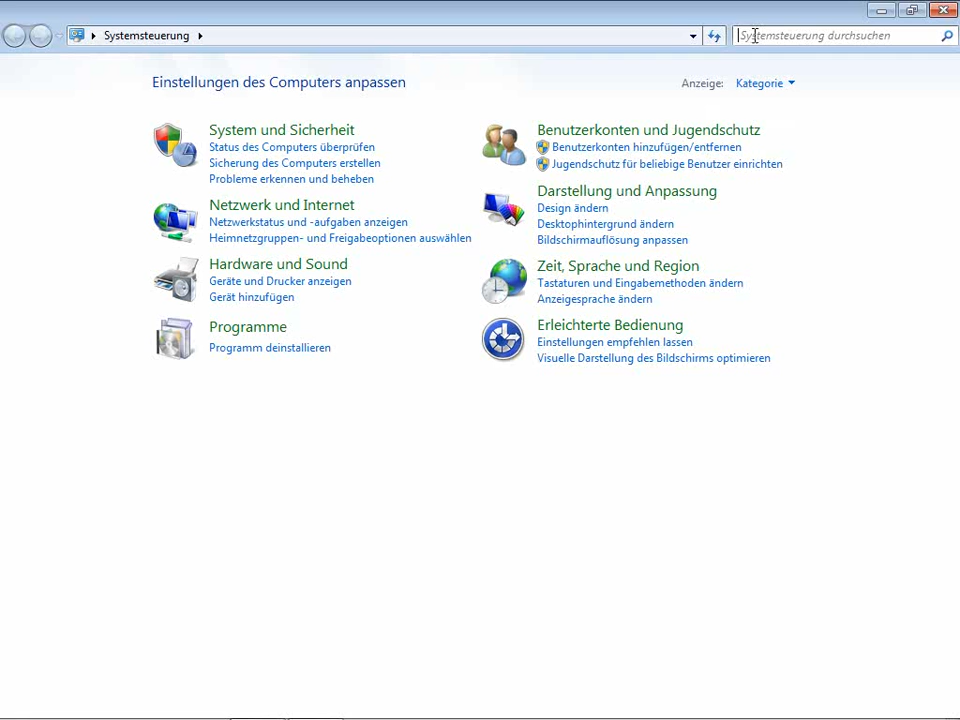 Systemsteuerung
Systemsteuerung durchsuchen
Einstellungen des Computers anpassen
Anzeige: Kategorie
System und Sicherheit
Status des Computers überprüfen
Sicherung des Computers erstellen
Probleme erkennen und beheben
Netzwerk und Internet
Netzwerkstatus und -aufgaben anzeigen
Heimnetzgruppen- und Freigabeoptionen auswählen
Hardware und Sound
Geräte und Drucker anzeigen
Gerät hinzufügen
Programme
Programm deinstallieren
Benutzerkonten und Jugendschutz
Benutzerkonten hinzufügen/entfernen
Jugendschutz für beliebige Benutzer einrichten
Darstellung und Anpassung
Design ändern
Desktophintergrund ändern
Bildschirmauflösung anpassen
Zeit, Sprache und Region
Tastaturen und Eingabemethoden ändern
Anzeigesprache ändern
Erleichterte Bedienung
Einstellungen empfehlen lassen
Visuelle Darstellung des Bildschirms optimieren